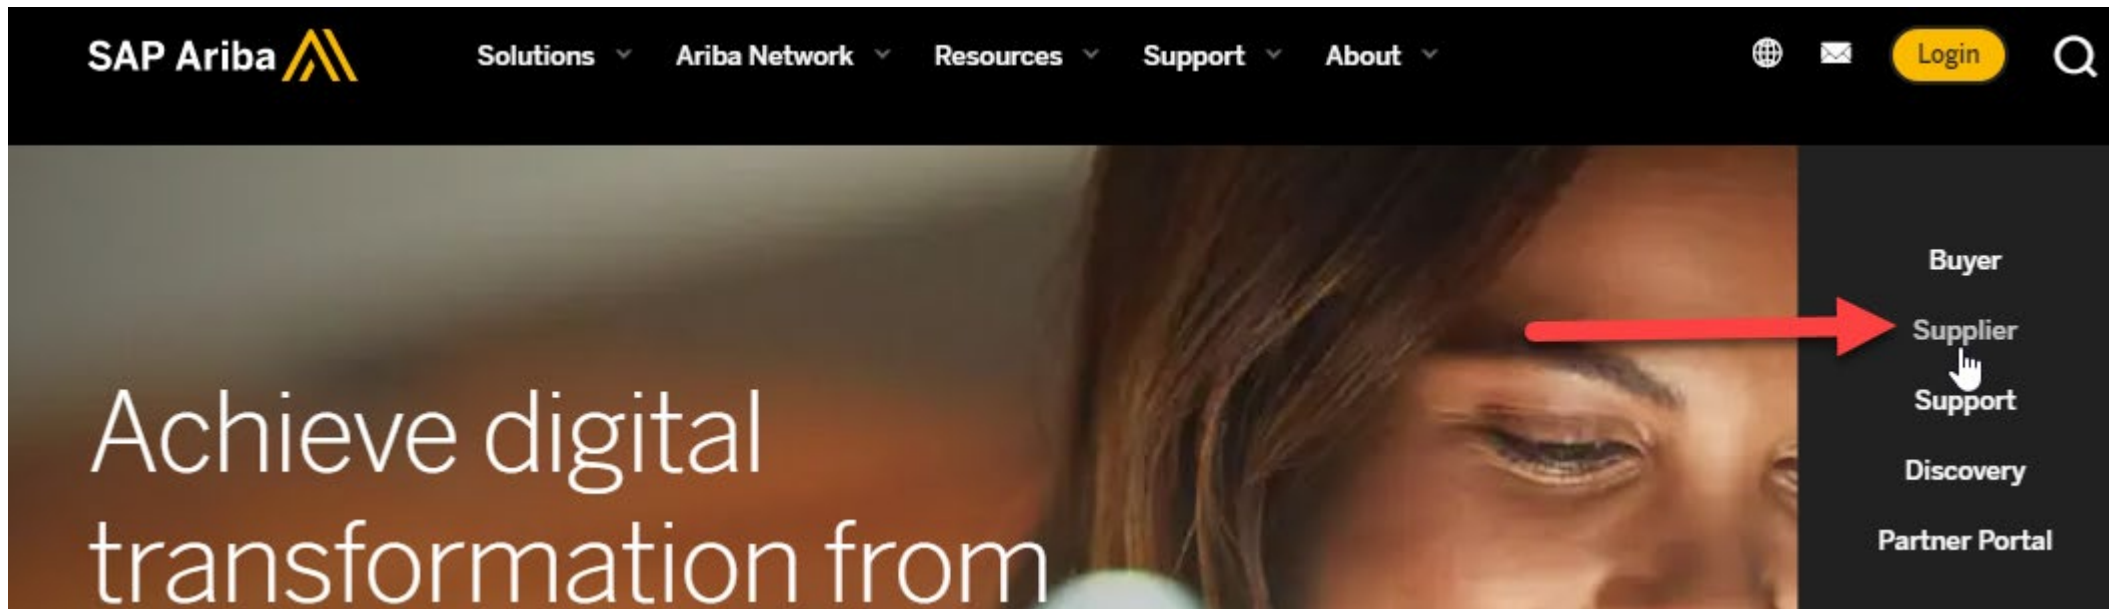 SAP Ariba
Solutions Ariba Network Resources Support About Login
Buyer
Supplier
Support
Discovery
Partner Portal
Achieve digital
transformation from